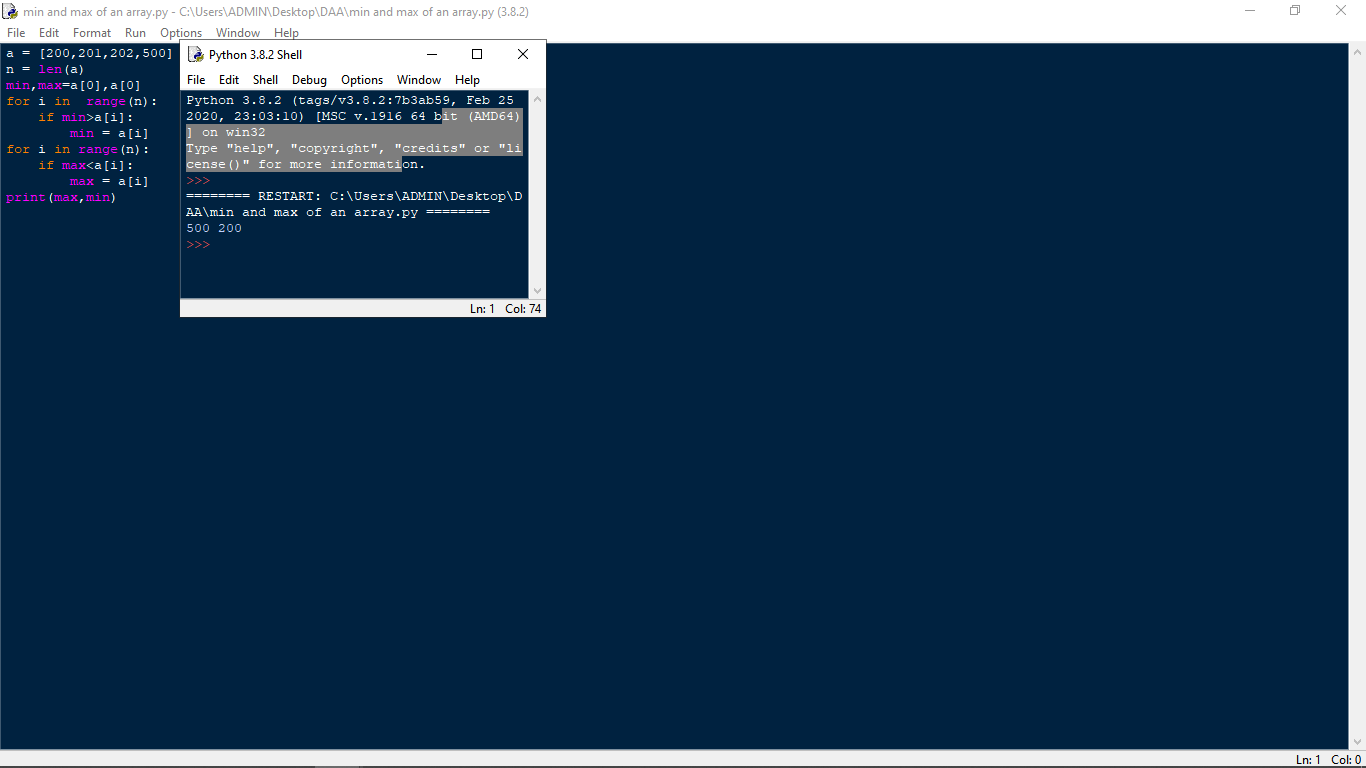 min and max of an array.py - C:\Users\ADMIN\Desktop\DAA\min and max of an array.py (3.8.2)
File Edit Format Run Options Window Help
a = [200,201,202,500]
n = len(a)
min,max=a[0],a[0]
for i in  range(n):
    if min>a[i]:
        min = a[i]
for i in range(n):
    if max<a[i]:
        max = a[i]
print(max,min)
Python 3.8.2 Shell
File Edit Shell Debug Options Window Help
Python 3.8.2 (tags/v3.8.2:7b3ab59, Feb 25
2020, 23:03:10) [MSC v.1916 64 bit (AMD64)
] on win32
Type "help", "copyright", "credits" or "li
cense()" for more information.
>>>
======== RESTART: C:\Users\ADMIN\Desktop\D
AA\min and max of an array.py ========
500 200
>>>
Ln: 1 Col: 74
Ln: 1 Col: 0